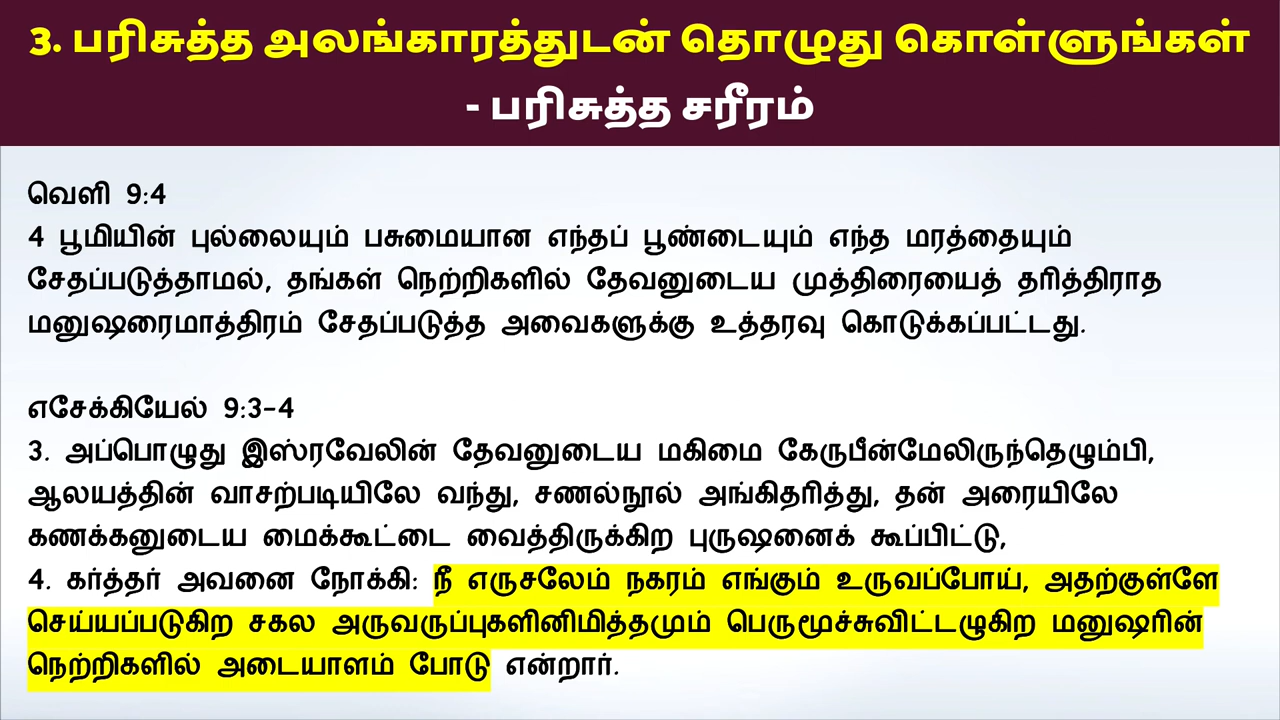 3. பரிசுத்த அலங்காரத்துடன் தொழுது கொள்ளுங்கள்
- பரிசுத்த சரீரம்
வெளி 9:4
4 பூமியின் புல்லையும் பசுமையான எந்தப் பூண்டையும் எந்த மரத்தையும்
சேதப்படுத்தாமல், தங்கள் நெற்றிகளில் தேவனுடைய முத்திரையைத் தரித்திராத
மனுஷரைமாத்திரம் சேதப்படுத்த அவைகளுக்கு உத்தரவு கொடுக்கப்பட்டது.
எசேக்கியேல் 9:3-4
3. அப்பொழுது இஸ்ரவேலின் தேவனுடைய மகிமை கேருபீன்மேலிருந்தெழும்பி,
ஆலயத்தின் வாசற்படியிலே வந்து, சணல்நூல் அங்கிதரித்து, தன் அரையிலே
கணக்கனுடைய மைக்கூட்டை வைத்திருக்கிற புருஷனைக் கூப்பிட்டு,
4. கர்த்தர் அவனை நோக்கி: நீ எருசலேம் நகரம் எங்கும் உருவப்போய், அதற்குள்ளே
செய்யப்படுகிற சகல அருவருப்புகளினிமித்தமும் பெருமூச்சுவிட்டழுகிற மனுஷரின்
நெற்றிகளில் அடையாளம் போடு என்றார்.